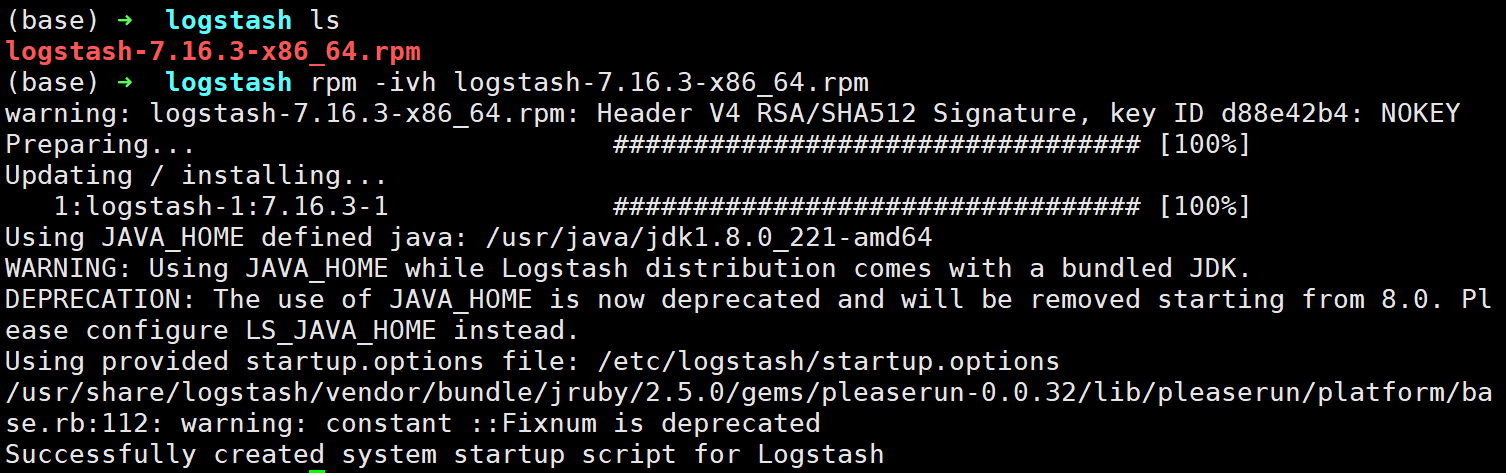 (base) ➜  logstash ls
logstash-7.16.3-x86_64.rpm
(base) ➜  logstash rpm -ivh logstash-7.16.3-x86_64.rpm
warning: logstash-7.16.3-x86_64.rpm: Header V4 RSA/SHA512 Signature, key ID d88e42b4: NOKEY
Preparing...                          ################################# [100%]
Updating / installing...
   1:logstash-1:7.16.3-1              ################################# [100%]
Using JAVA_HOME defined java: /usr/java/jdk1.8.0_221-amd64
WARNING: Using JAVA_HOME while Logstash distribution comes with a bundled JDK.
DEPRECATION: The use of JAVA_HOME is now deprecated and will be removed starting from 8.0. Pl
ease configure LS_JAVA_HOME instead.
Using provided startup.options file: /etc/logstash/startup.options
/usr/share/logstash/vendor/bundle/jruby/2.5.0/gems/pleaserun-0.0.32/lib/pleaserun/platform/ba
se.rb:112: warning: constant ::Fixnum is deprecated
Successfully created system startup script for Logstash